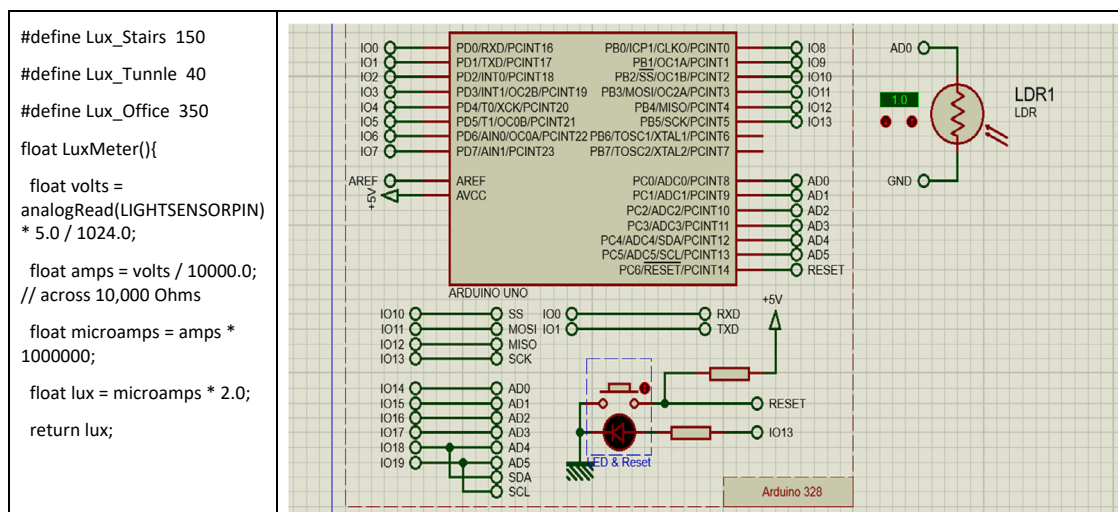 #define Lux_Stairs 150
#define Lux_Tunnle 40
#define Lux_Office 350
float LuxMeter(){
float volts =
analogRead(LIGHTSENSORPIN)
* 5.0 / 1024.0;
float amps = volts / 10000.0;
// across 10,000 Ohms
float microamps = amps *
1000000;
float lux = microamps * 2.0;
return lux;
IO0 PD0/RXD/PCINT16 PB0/ICP1/CLKO/PCINT0 IO8
IO1 PD1/TXD/PCINT17 PB1/OC1A/PCINT1 IO9
IO2 PD2/INT0/PCINT18 PB2/SS/OC1B/PCINT2 IO10
IO3 PD3/INT1/OC2B/PCINT19 PB3/MOSI/OC2A/PCINT3 IO11
IO4 PD4/T0/XCK/PCINT20 PB4/MISO/PCINT4 IO12
IO5 PD5/T1/OC0B/PCINT21 PB5/SCK/PCINT5 IO13
IO6 PD6/AIN0/OC0A/PCINT22 PB6/TOSC1/XTAL1/PCINT6
IO7 PD7/AIN1/PCINT23 PB7/TOSC2/XTAL2/PCINT7
AREF AREF PC0/ADC0/PCINT8 AD0
+5V AVCC PC1/ADC1/PCINT9 AD1
PC2/ADC2/PCINT10 AD2
PC3/ADC3/PCINT11 AD3
PC4/ADC4/SDA/PCINT12 AD4
PC5/ADC5/SCL/PCINT13 AD5
PC6/RESET/PCINT14 RESET
ARDUINO UNO
AD0
1.0
LDR1
LDR
GND
IO10 SS IO0 RXD
IO11 MOSI IO1 TXD
IO12 MISO
IO13 SCK
+5V
IO14 AD0
IO15 AD1
IO16 AD2
IO17 AD3
IO18 AD4
IO19 AD5
SDA
SCL
RESET
IO13
LED & Reset
Arduino 328